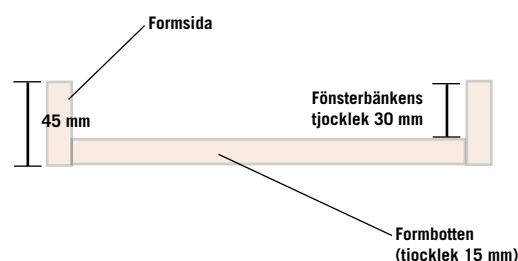 Formsida
45 mm
Fönsterbänkens
tjocklek 30 mm
Formbotten
(tjocklek 15 mm)